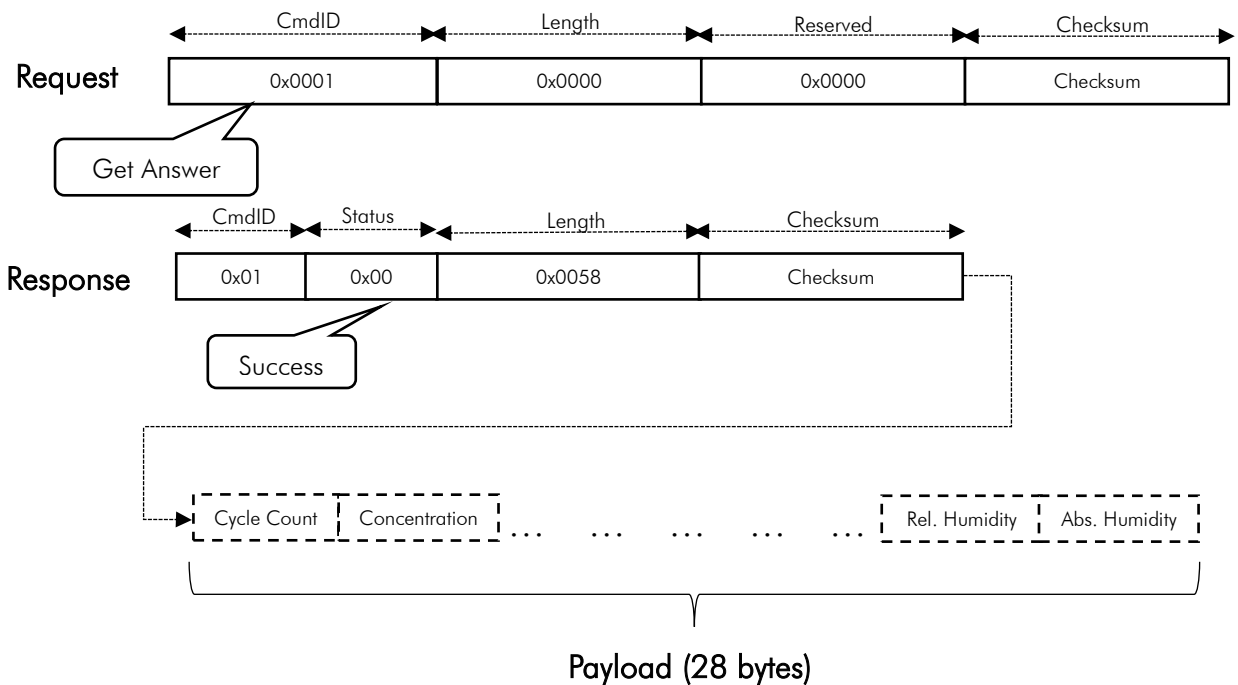 CmdID Length Reserved Checksum
Request 0x0001 0x0000 0x0000 Checksum
Get Answer
CmdID Status Length Checksum
Response 0x01 0x00 0x0058 Checksum
Success
Cycle Count Concentration ... ... ... ... ... Rel. Humidity Abs. Humidity
Payload (28 bytes)